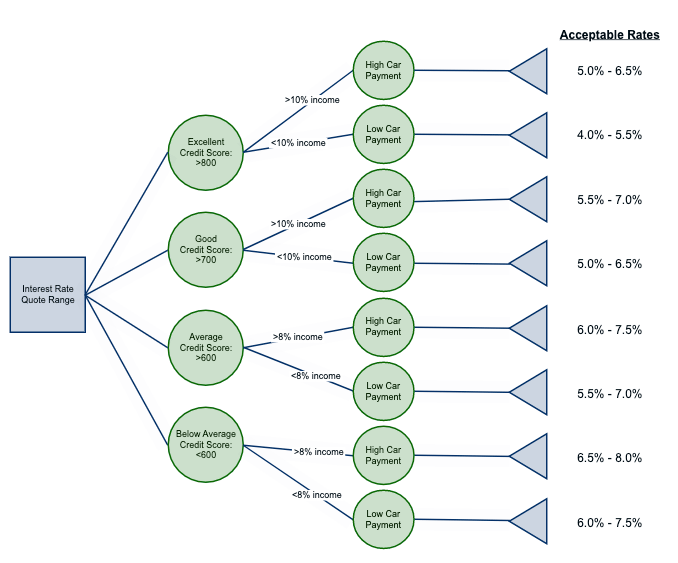 Acceptable Rates
High Car
Payment
5.0% - 6.5%
>10% income
Low Car
Payment
4.0% - 5.5%
Excellent
Credit Score:
>800
<10% income
High Car
Payment
5.5% - 7.0%
>10% income
Good
Credit Score:
>700
<10% income
Low Car
Payment
5.0% - 6.5%
Interest Rate
Quote Range
High Car
Payment
6.0% - 7.5%
>8% income
Average
Credit Score:
>600
<8% income
Low Car
Payment
5.5% - 7.0%
Below Average
Credit Score:
<600
>8% income
High Car
Payment
6.5% - 8.0%
<8% income
Low Car
Payment
6.0% - 7.5%